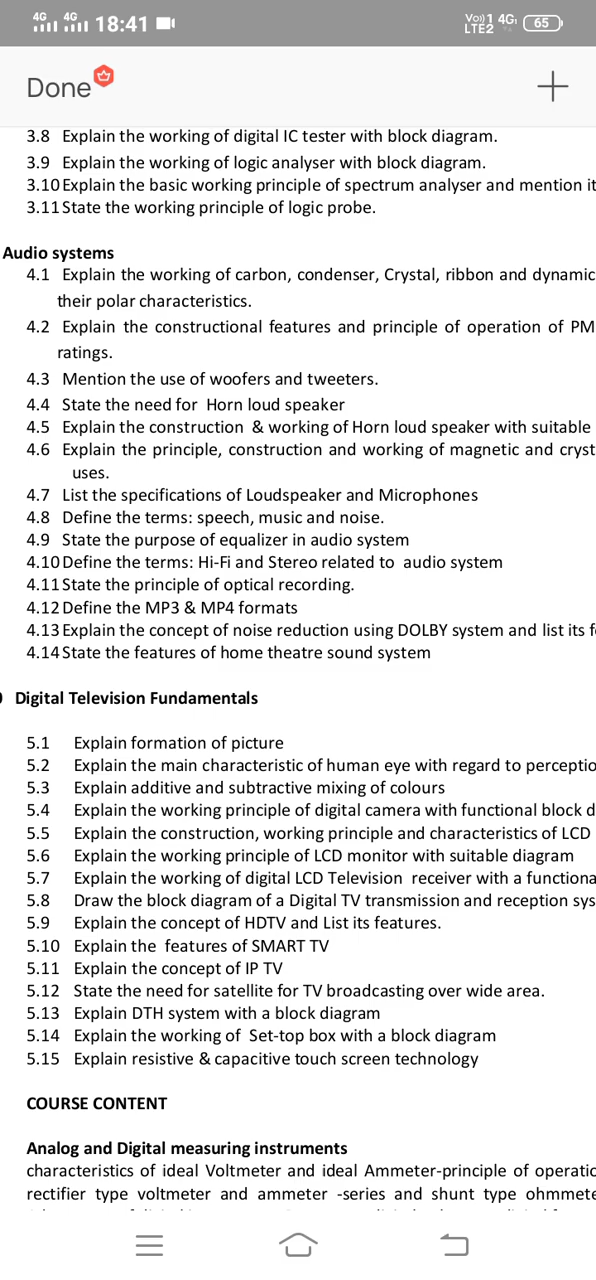 4G 4G 18:41 Vo))1 4G LTE2 65
Done
3.8 Explain the working of digital IC tester with block diagram.
3.9 Explain the working of logic analyser with block diagram.
3.10 Explain the basic working principle of spectrum analyser and mention it
3.11 State the working principle of logic probe.
Audio systems
4.1 Explain the working of carbon, condenser, Crystal, ribbon and dynamic
their polar characteristics.
4.2 Explain the constructional features and principle of operation of PM
ratings.
4.3 Mention the use of woofers and tweeters.
4.4 State the need for Horn loud speaker
4.5 Explain the construction & working of Horn loud speaker with suitable
4.6 Explain the principle, construction and working of magnetic and cryst
uses.
4.7 List the specifications of Loudspeaker and Microphones
4.8 Define the terms: speech, music and noise.
4.9 State the purpose of equalizer in audio system
4.10 Define the terms: Hi-Fi and Stereo related to audio system
4.11 State the principle of optical recording.
4.12 Define the MP3 & MP4 formats
4.13 Explain the concept of noise reduction using DOLBY system and list its f
4.14 State the features of home theatre sound system
Digital Television Fundamentals
5.1 Explain formation of picture
5.2 Explain the main characteristic of human eye with regard to perceptio
5.3 Explain additive and subtractive mixing of colours
5.4 Explain the working principle of digital camera with functional block d
5.5 Explain the construction, working principle and characteristics of LCD
5.6 Explain the working principle of LCD monitor with suitable diagram
5.7 Explain the working of digital LCD Television receiver with a functiona
5.8 Draw the block diagram of a Digital TV transmission and reception sys
5.9 Explain the concept of HDTV and List its features.
5.10 Explain the features of SMART TV
5.11 Explain the concept of IP TV
5.12 State the need for satellite for TV broadcasting over wide area.
5.13 Explain DTH system with a block diagram
5.14 Explain the working of Set-top box with a block diagram
5.15 Explain resistive & capacitive touch screen technology
COURSE CONTENT
Analog and Digital measuring instruments
characteristics of ideal Voltmeter and ideal Ammeter-principle of operatio
rectifier type voltmeter and ammeter -series and shunt type ohmmete